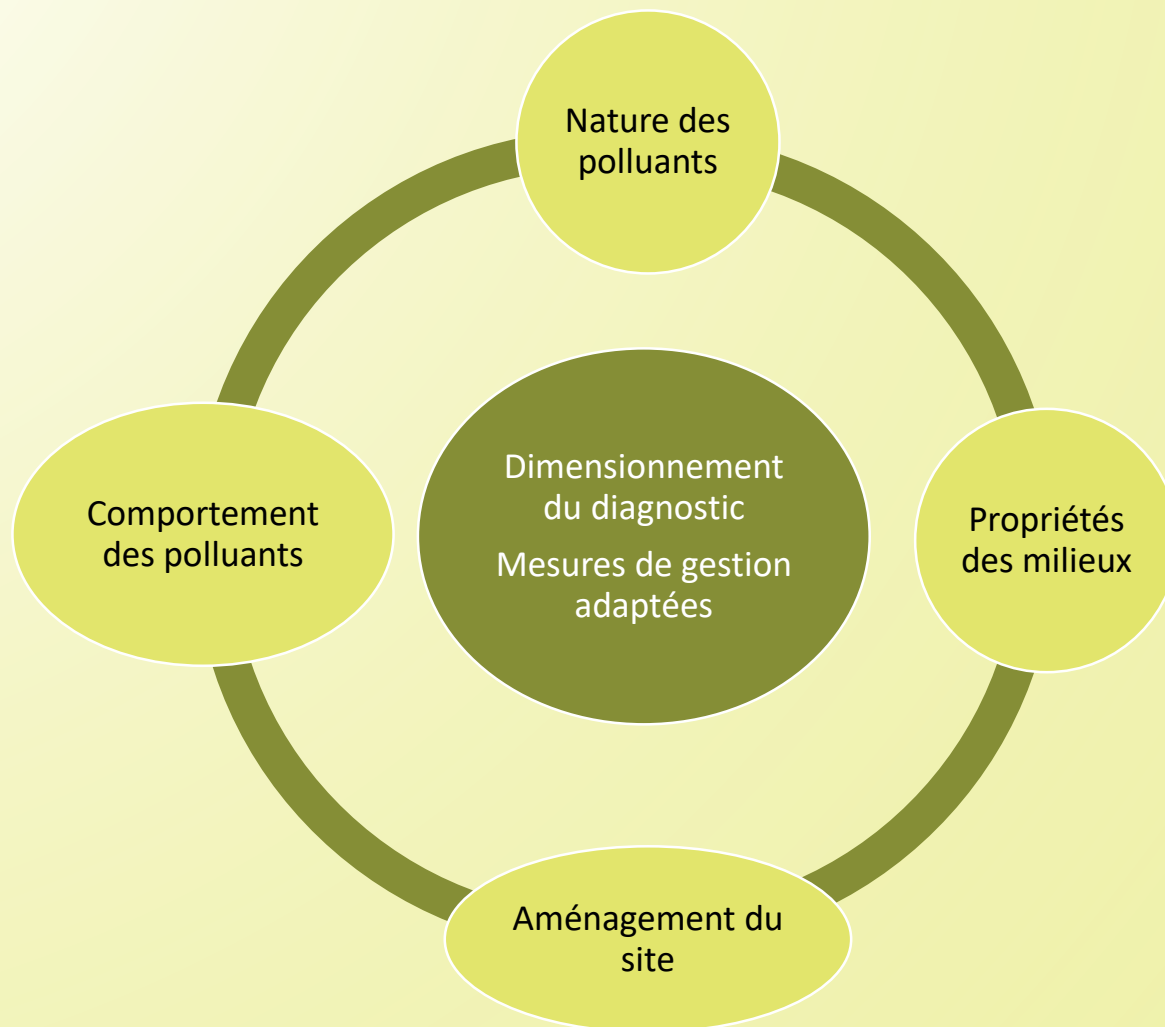 Nature des
polluants
Comportement
des polluants
Dimensionnement
du diagnostic
Mesures de gestion
adaptées
Propriétés
des milieux
Aménagement du
site